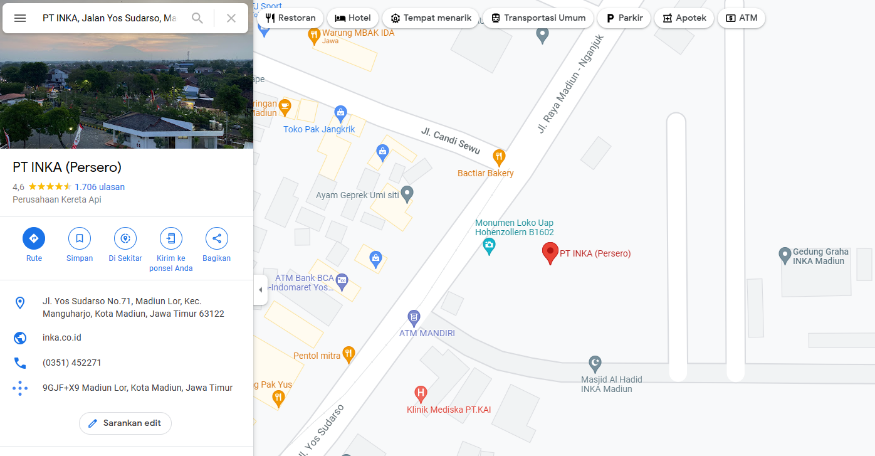 PT INKA, Jalan Yos Sudarso, Ma
Restoran
Hotel
Tempat menarik
Transportasi Umum
Parkir
Apotek
ATM
PT INKA (Persero)
4,6
1.706 ulasan
Perusahaan Kereta Api
Rute
Simpan
Di Sekitar
Kirim ke
ponsel Anda
Bagikan
Jl. Yos Sudarso No.71, Madiun Lor, Kec.
Manguharjo, Kota Madiun, Jawa Timur 63122
inka.co.id
(0351) 452271
9GJF+X9 Madiun Lor, Kota Madiun, Jawa Timur
Sarankan edit
Sport
Warung MBAK IDA
Jawa
Jl. Raya Madiun - Nganjuk
Madiun
Toko Pak Jangkrik
Jl. Candi Sewu
Bactiar Bakery
Ayam Geprek Umi siti
Monumen Loko Uap
Hohenzollern B1602
PT INKA (Persero)
Gedung Graha
INKA Madiun
ATM Bank BCA
-Indomaret Yos...
ATM MANDIRI
Pentol mitra
Pak Yus
Masjid Al Hadid
INKA Madiun
Klinik Mediska PT.KAI
Jl. Yos Sudarso